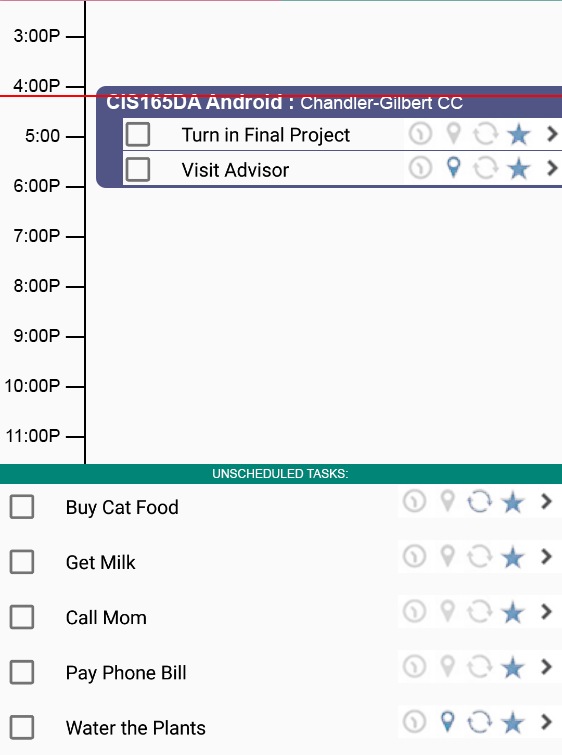 3:00P
4:00P
CIS165DA Android : Chandler-Gilbert CC
5:00
Turn in Final Project
Visit Advisor
6:00P
7:00P
8:00P
9:00P
10:00P
11:00P
UNSCHEDULED TASKS:
Buy Cat Food
Get Milk
Call Mom
Pay Phone Bill
Water the Plants